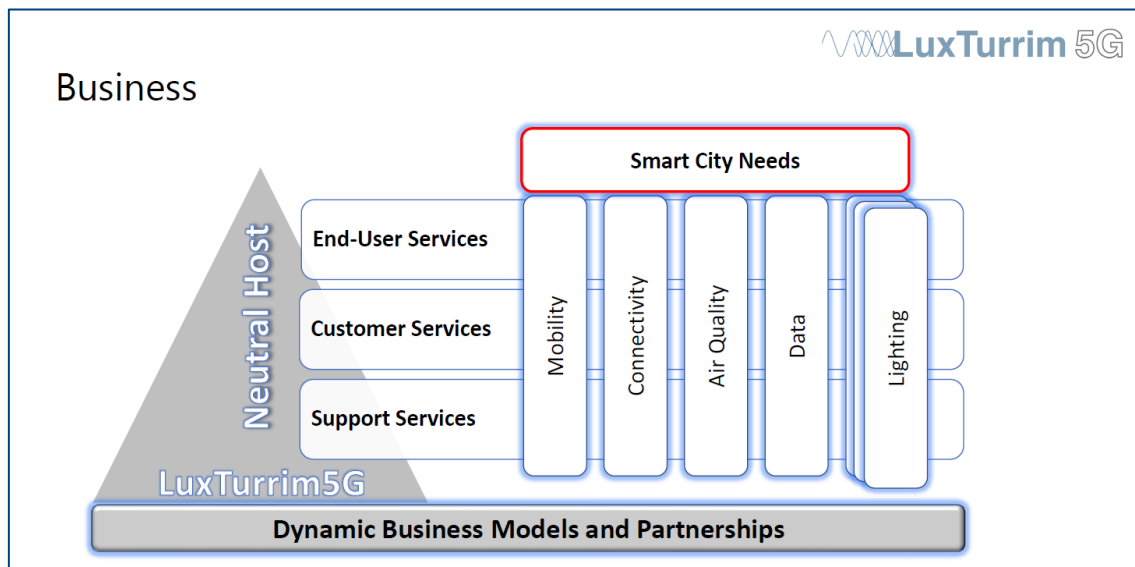 LuxTurrim 5G
Business
Smart City Needs
End-User Services
Customer Services
Support Services
Mobility
Connectivity
Air Quality
Data
Lighting
Neutral Host
LuxTurrim5G
Dynamic Business Models and Partnerships